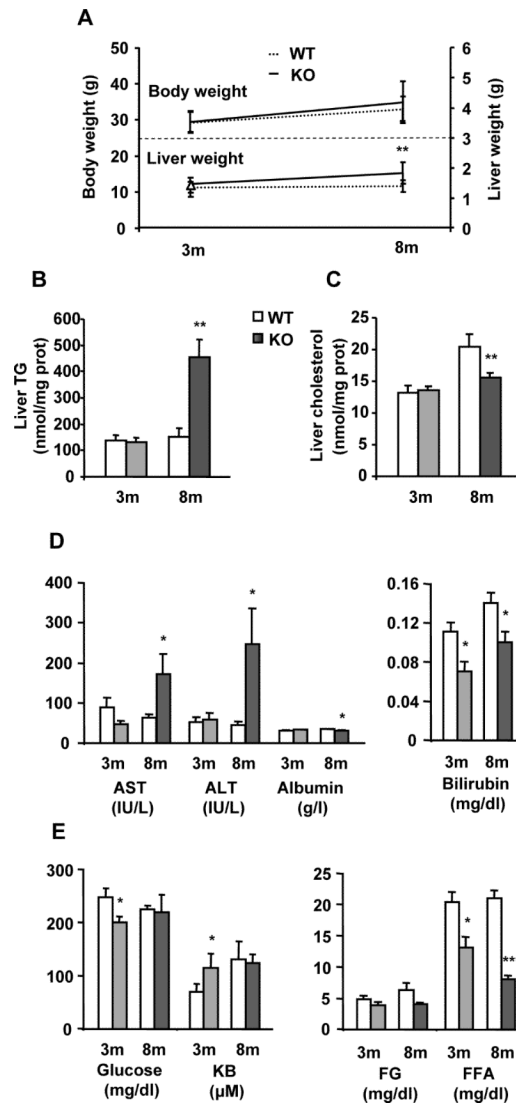 A
WT
KO
Body weight (g)
50
40
30
20
10
0
Body weight
Liver weight
**
6
5
4
3
2
1
0
Liver weight (g)
3m 8m
B
WT
KO
Liver TG
(nmol/mg prot)
600
500
400
300
200
100
0
**
3m 8m
C
Liver cholesterol
(nmol/mg prot)
25
20
15
10
5
0
**
3m 8m
D
400
300
200
100
0
* * *
3m 8m 3m 8m 3m 8m
AST ALT Albumin
(IU/L) (IU/L) (g/l)
0.16
0.12
0.08
0.04
0
* *
3m 8m
Bilirubin
(mg/dl)
E
300
200
100
0
* *
3m 8m 3m 8m
Glucose KB
(mg/dl) (µM)
25
20
15
10
5
0
* **
3m 8m 3m 8m
FG FFA
(mg/dl) (mg/dl)